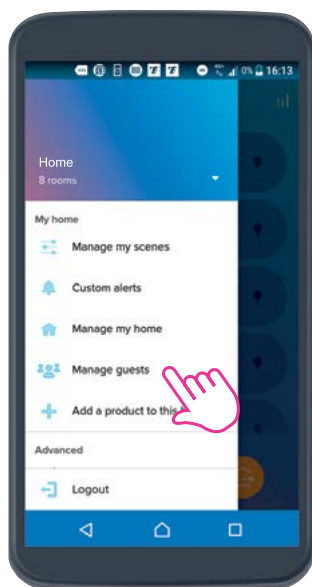 0% 16:13
Home
8 rooms
My home
Manage my scenes
Custom alerts
Manage my home
Manage guests
Add a product to this
Advanced
Logout